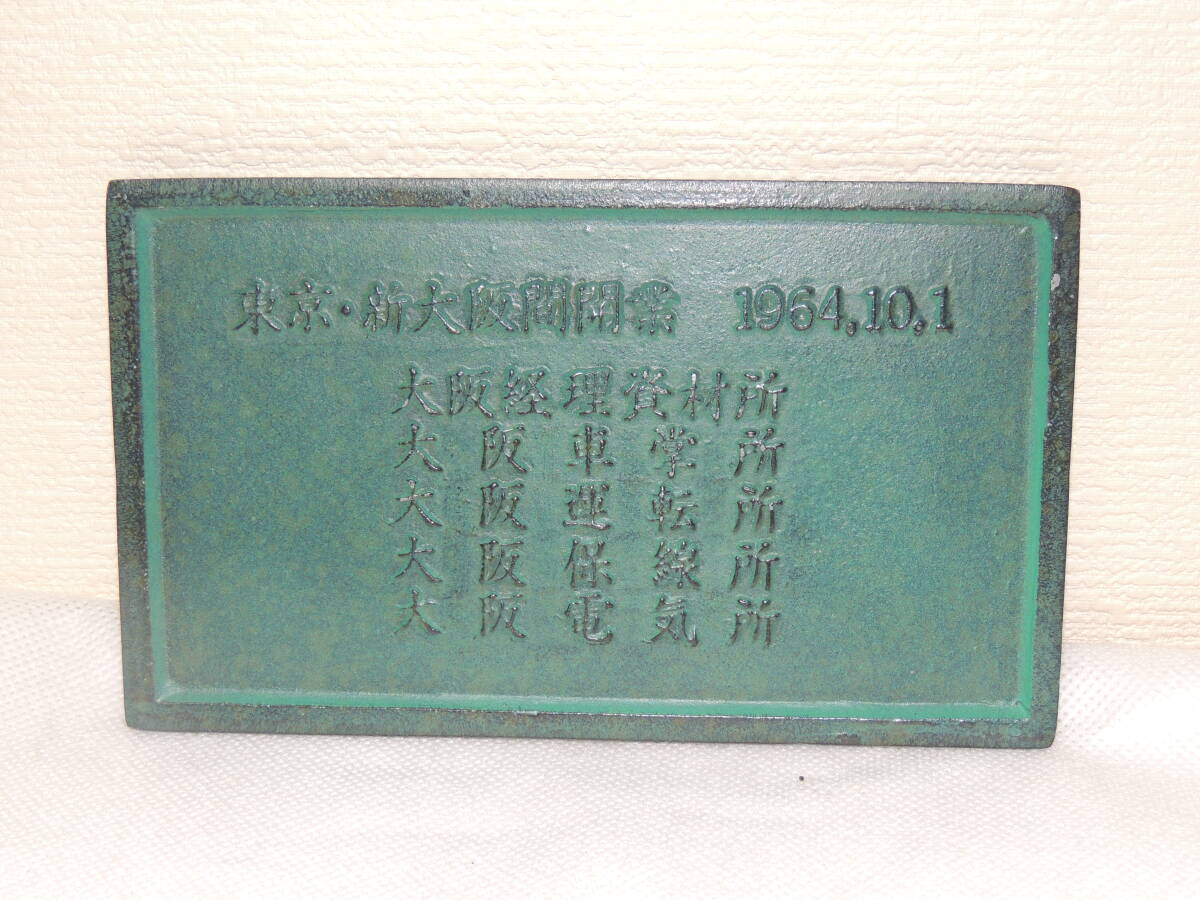 東京・新大阪間開業 1964.10.1
大阪経理資材所
大阪車掌所
大阪運転所
大阪保線所
大阪電気所